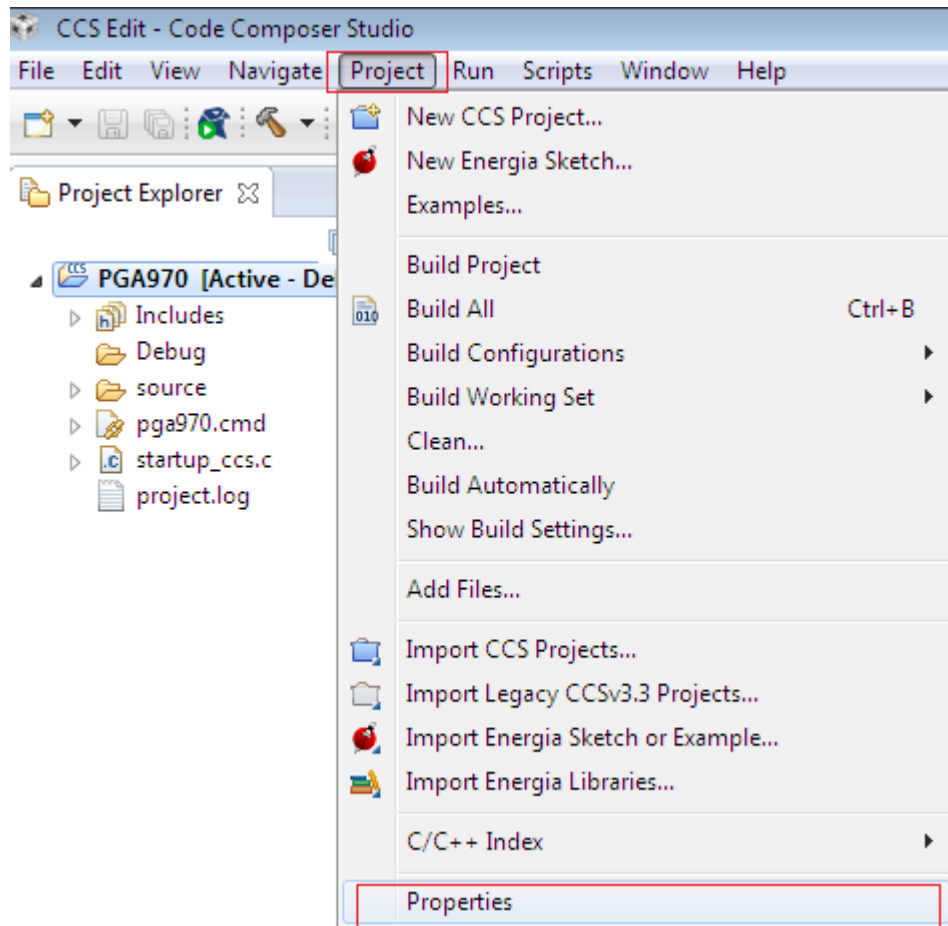 CCS Edit - Code Composer Studio
File Edit View Navigate Project Run Scripts Window Help
Project Explorer
PGA970 [Active - De
Includes
Debug
source
pga970.cmd
startup_ccs.c
project.log
New CCS Project...
New Energia Sketch...
Examples...
Build Project
Build All Ctrl+B
Build Configurations
Build Working Set
Clean...
Build Automatically
Show Build Settings...
Add Files...
Import CCS Projects...
Import Legacy CCSv3.3 Projects...
Import Energia Sketch or Example...
Import Energia Libraries...
C/C++ Index
Properties